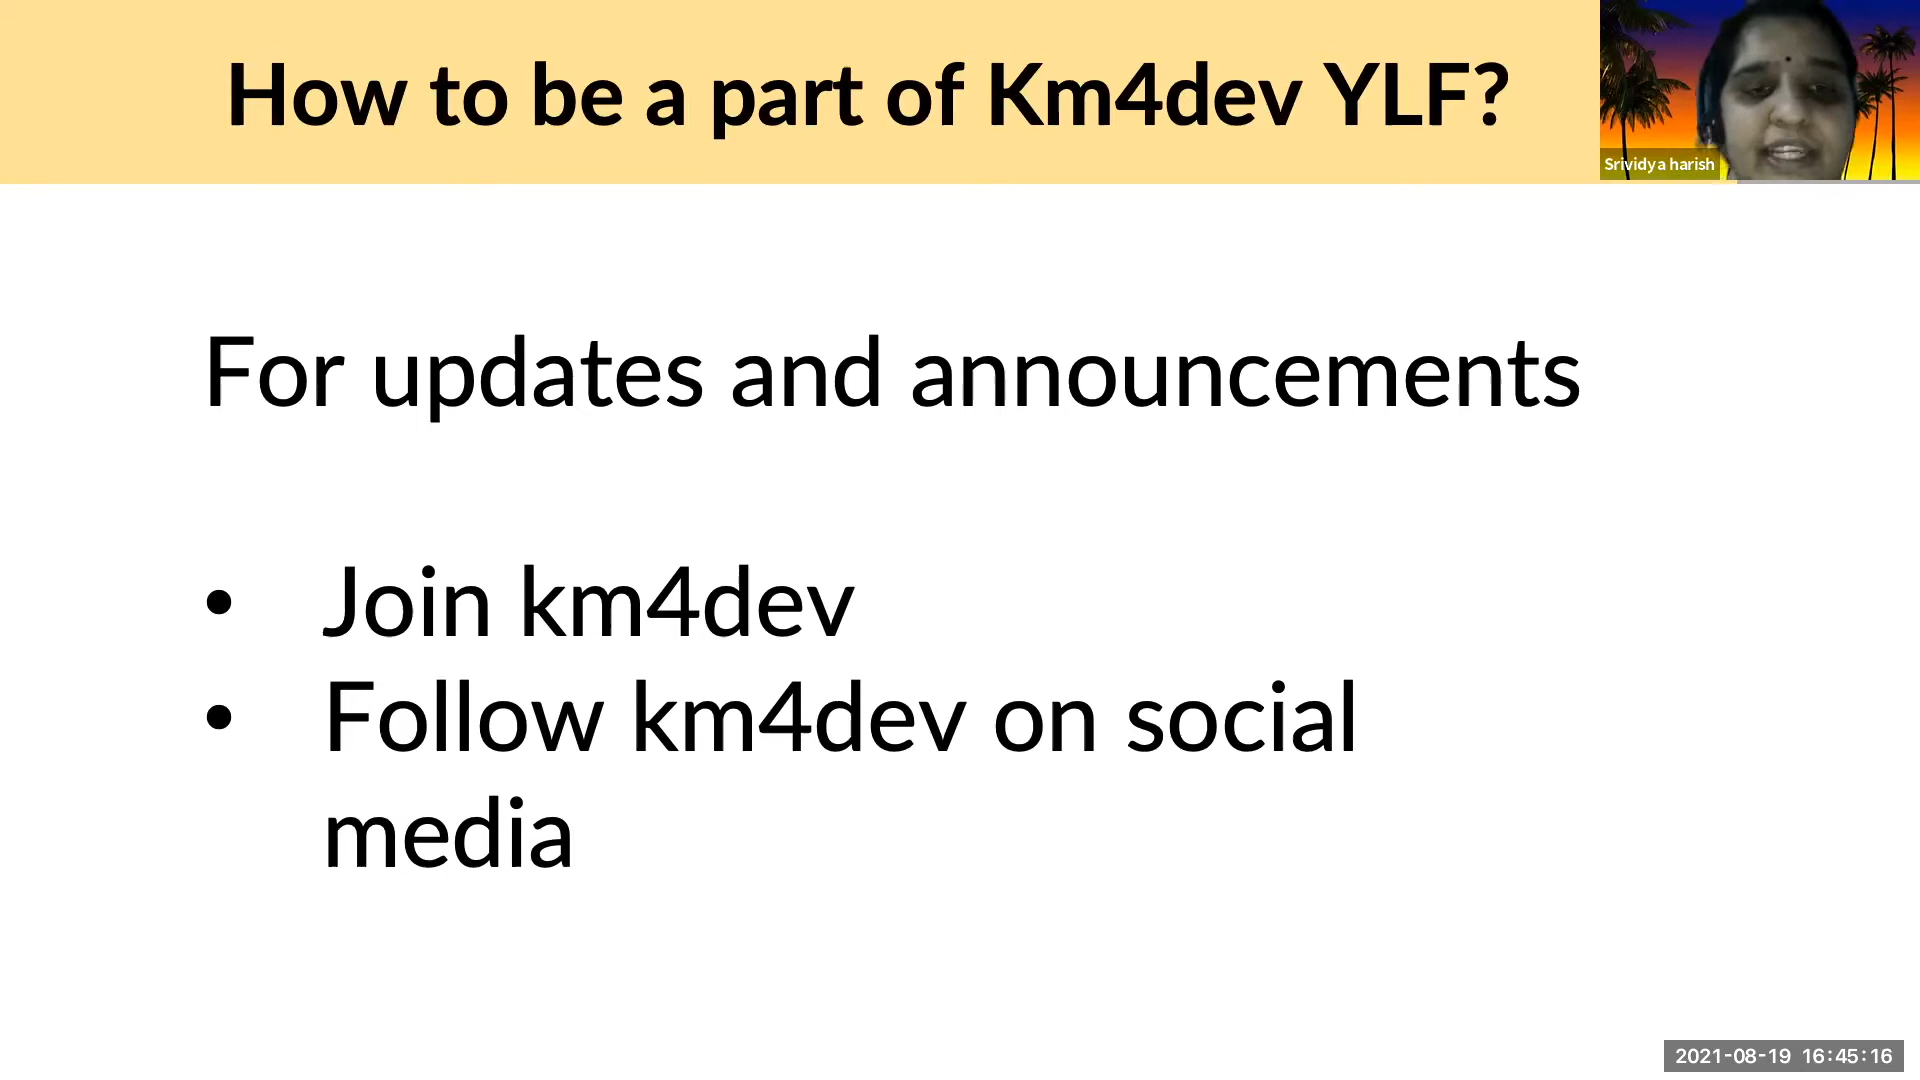 How to be a part of Km4dev YLF?
Srividya harish
For updates and announcements
• Join km4dev
• Follow km4dev on social
media
2021-08-19 16:45:16